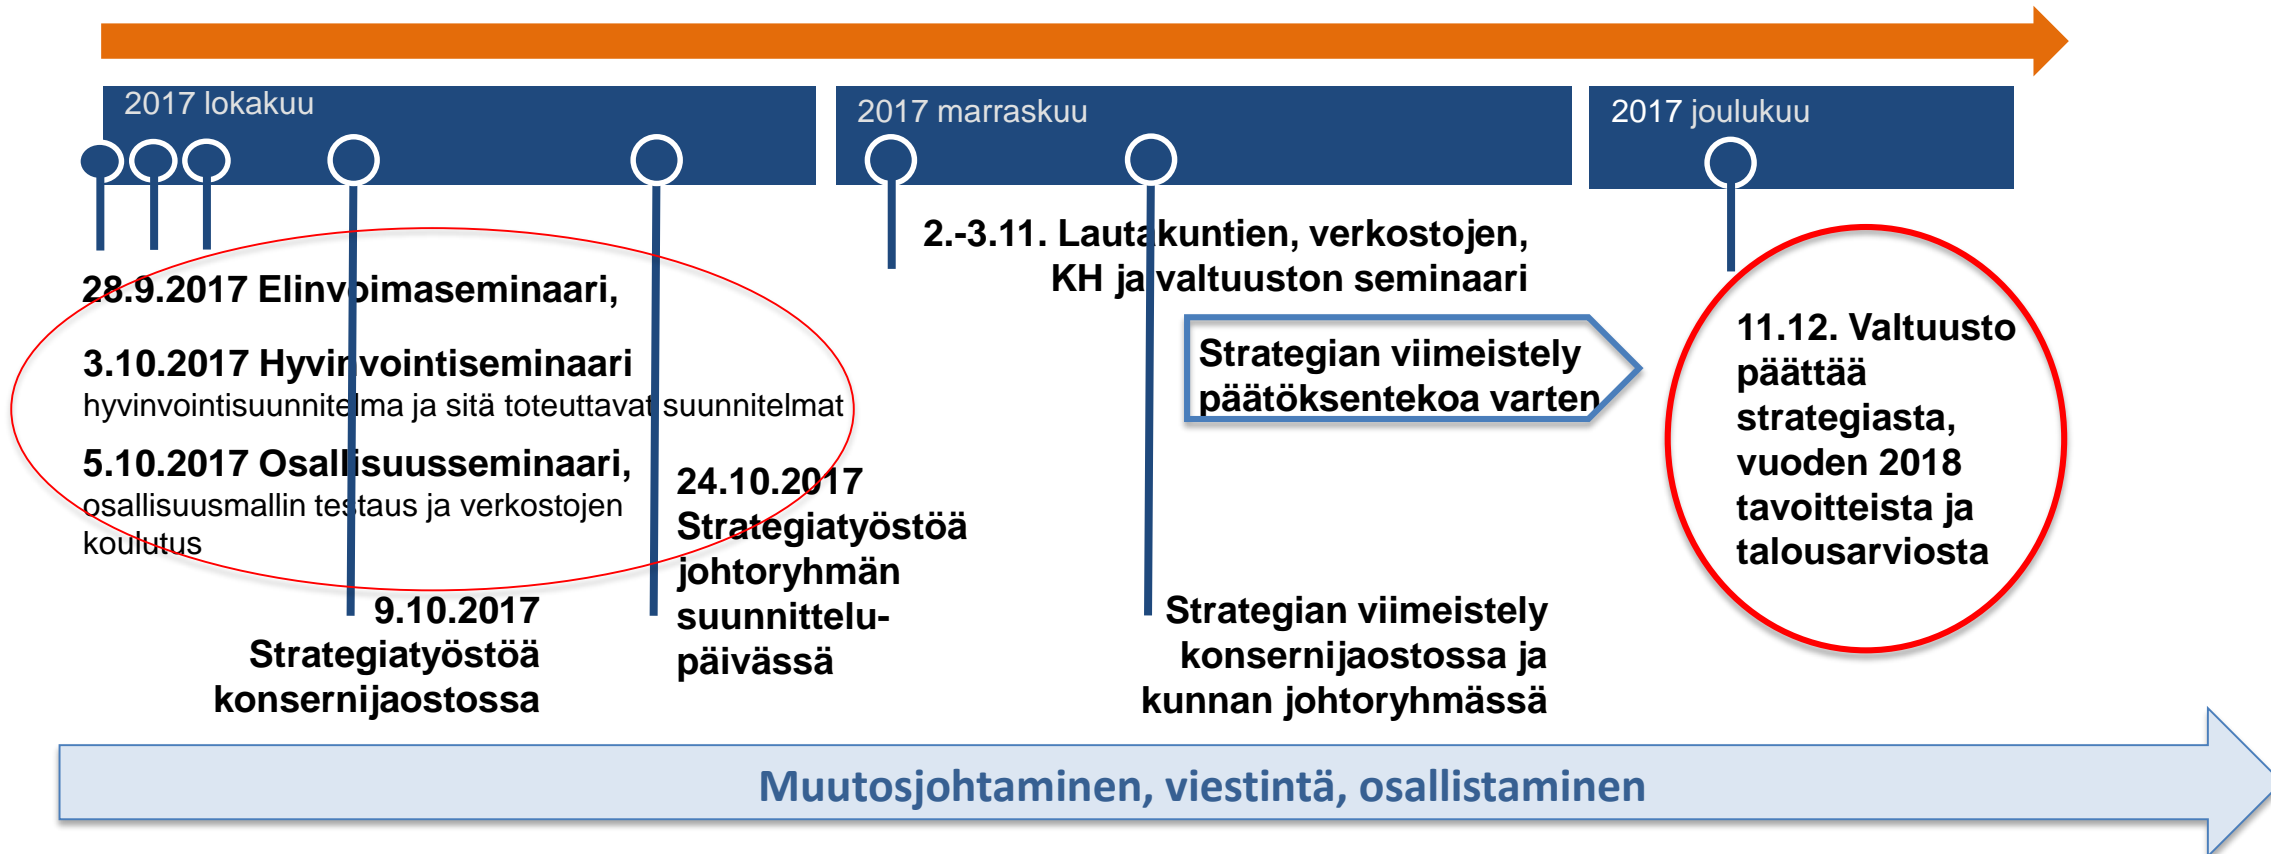 2017 lokakuu
2017 marraskuu
2017 joulukuu
28.9.2017 Elinvoimaseminaari,
3.10.2017 Hyvinvointiseminaari
hyvinvointisuunnitelma ja sitä toteuttavat suunnitelmat
5.10.2017 Osallisuusseminaari,
osallisuusmallin testaus ja verkostojen
koulutus
9.10.2017
Strategiatyöstöä
konsernijaostossa
24.10.2017
Strategiatyöstöä
johtoryhmän
suunnittelu-
päivässä
2.-3.11. Lautakuntien, verkostojen,
KH ja valtuuston seminaari
Strategian viimeistely
päätöksentekoa varten
Strategian viimeistely
konsernijaostossa ja
kunnan johtoryhmässä
11.12. Valtuusto
päättää
strategiasta,
vuoden 2018
tavoitteista ja
talousarviosta
Muutosjohtaminen, viestintä, osallistaminen